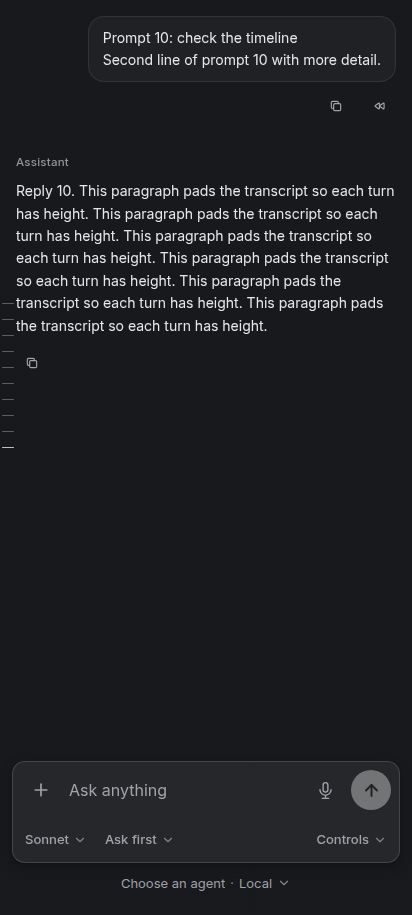 Prompt 10: check the timeline
Second line of prompt 10 with more detail.
Assistant
Reply 10. This paragraph pads the transcript so each turn
has height. This paragraph pads the transcript so each
turn has height. This paragraph pads the transcript so
each turn has height. This paragraph pads the transcript
so each turn has height. This paragraph pads the
transcript so each turn has height. This paragraph pads
the transcript so each turn has height.
Ask anything
Sonnet Ask first Controls
Choose an agent · Local